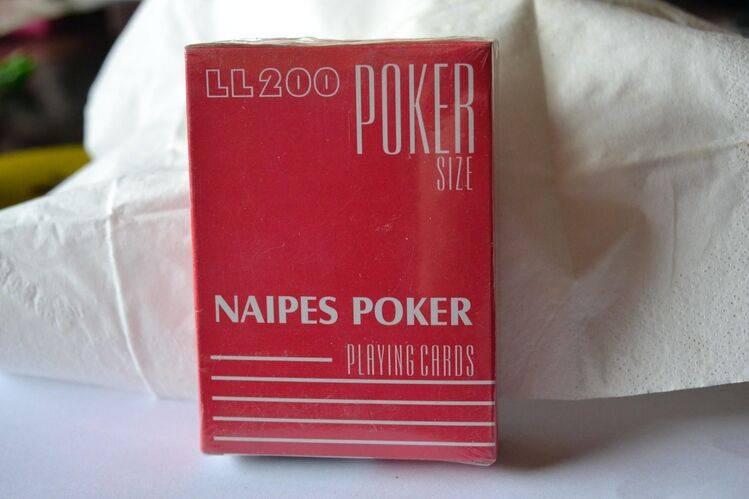 LL200
POKER
SIZE
NAIPES POKER
PLAYING CARDS